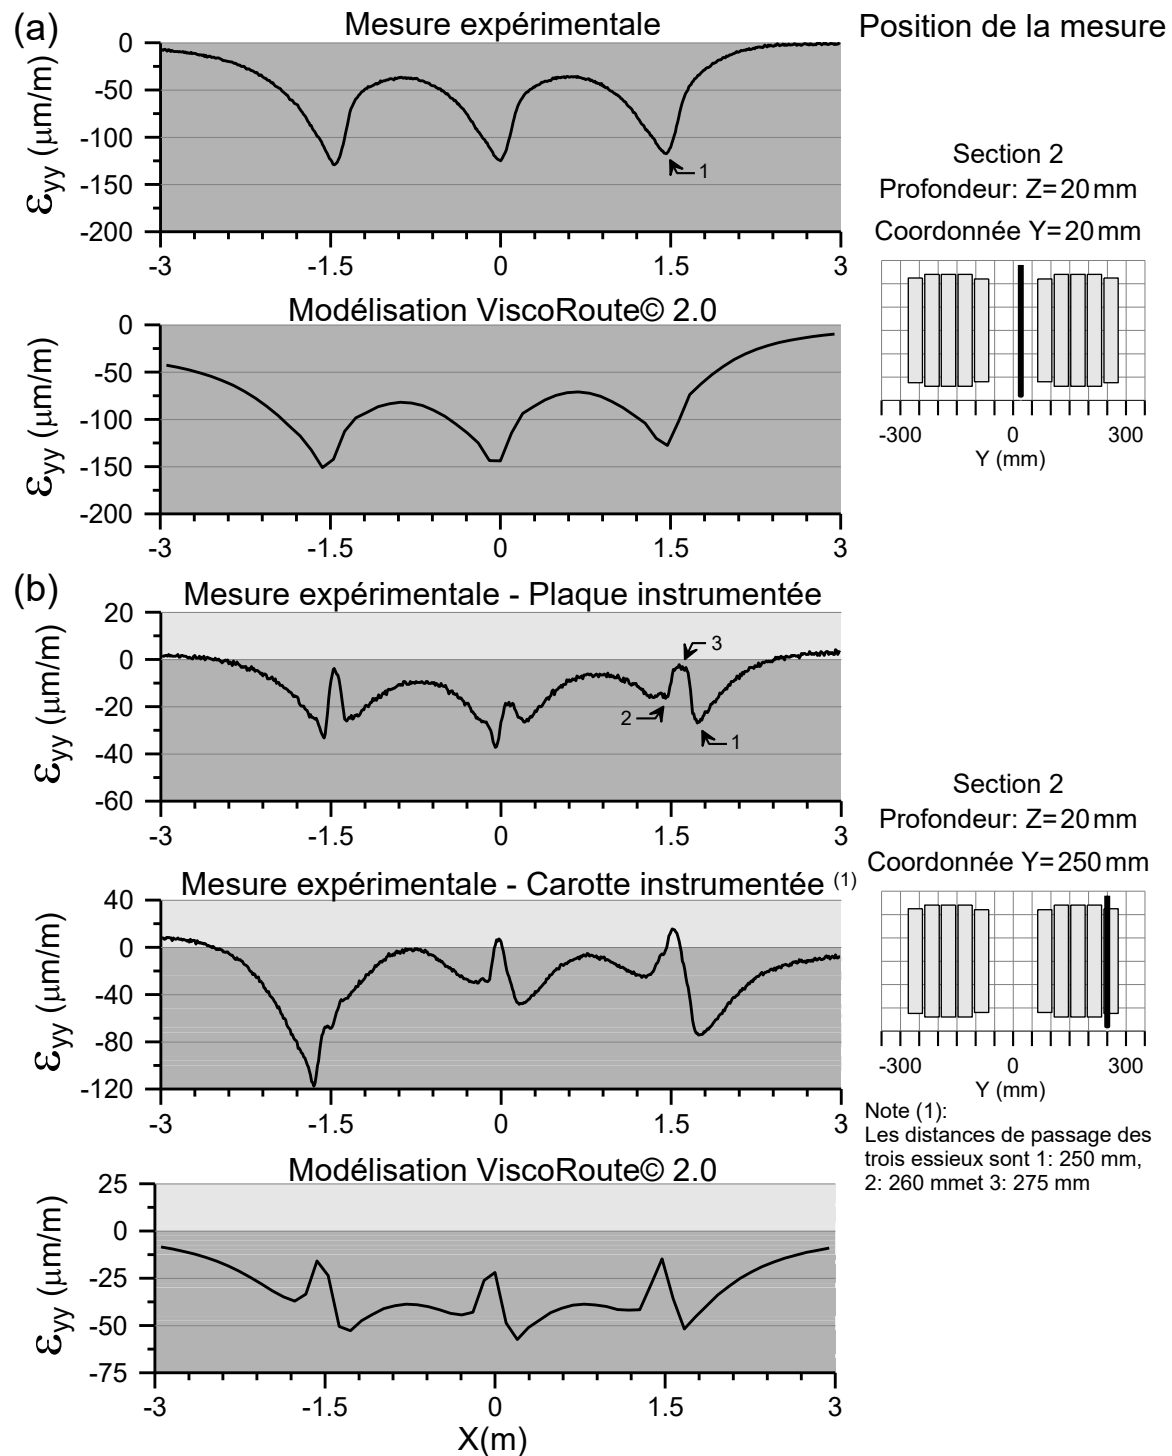 (a)
Mesure expérimentale
Position de la mesure
εyy (μm/m)
0
-50
-100
-150
-200
1
-3
-1.5
0
1.5
3
Section 2
Profondeur: Z=20mm
Coordonnée Y=20mm
-300
0
300
Y (mm)
Modélisation ViscoRoute© 2.0
εyy (μm/m)
0
-50
-100
-150
-200
-3
-1.5
0
1.5
3
(b)
Mesure expérimentale - Plaque instrumentée
εyy (μm/m)
20
0
-20
-40
-60
3
2
1
-3
-1.5
0
1.5
3
Section 2
Profondeur: Z=20mm
Coordonnée Y=250mm
-300
0
300
Y (mm)
Note (1):
Les distances de passage des
trois essieux sont 1: 250 mm,
2: 260 mmet 3: 275 mm
Mesure expérimentale - Carotte instrumentée (1)
εyy (μm/m)
40
0
-40
-80
-120
-3
-1.5
0
1.5
3
Modélisation ViscoRoute© 2.0
εyy (μm/m)
25
0
-25
-50
-75
-3
-1.5
0
1.5
3
X(m)